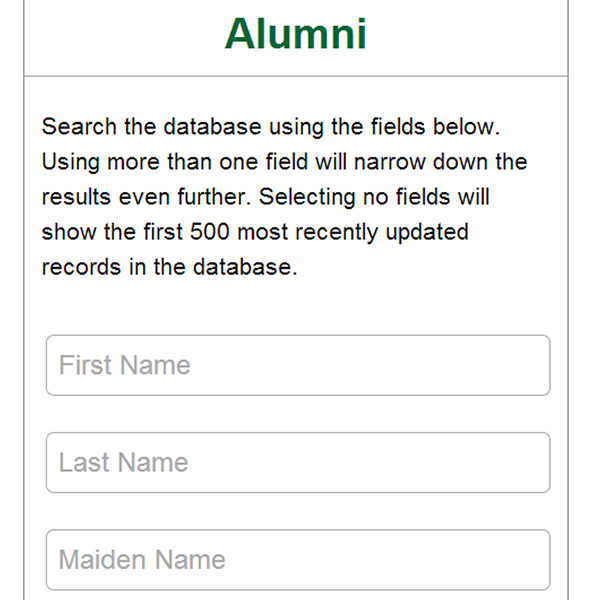 Alumni
Search the database using the fields below.
Using more than one field will narrow down the
results even further. Selecting no fields will
show the first 500 most recently updated
records in the database.
First Name
Last Name
Maiden Name